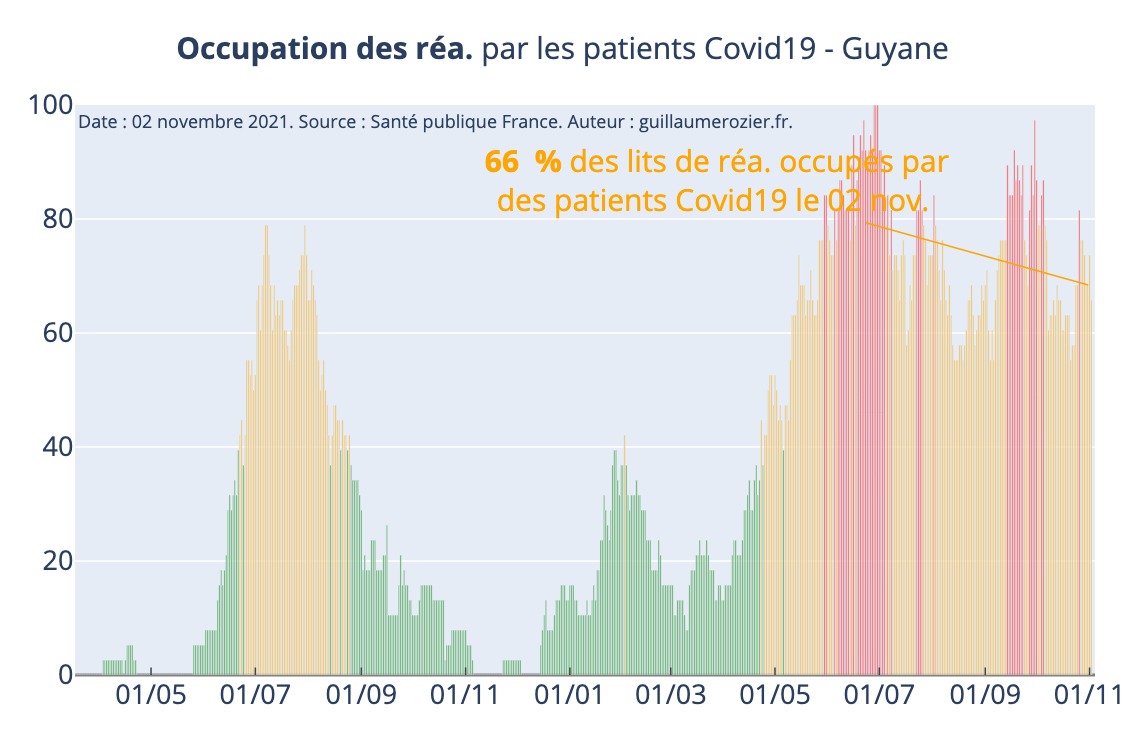 Occupation des réa. par les patients Covid19 - Guyane
100
Date : 02 novembre 2021. Source : Santé publique France. Auteur : guillaumerozier.fr.
66 % des lits de réa. occupés par
des patients Covid19 le 02 nov.
80
60
40
20
0
01/05 01/07 01/09 01/11 01/01 01/03 01/05 01/07 01/09 01/11